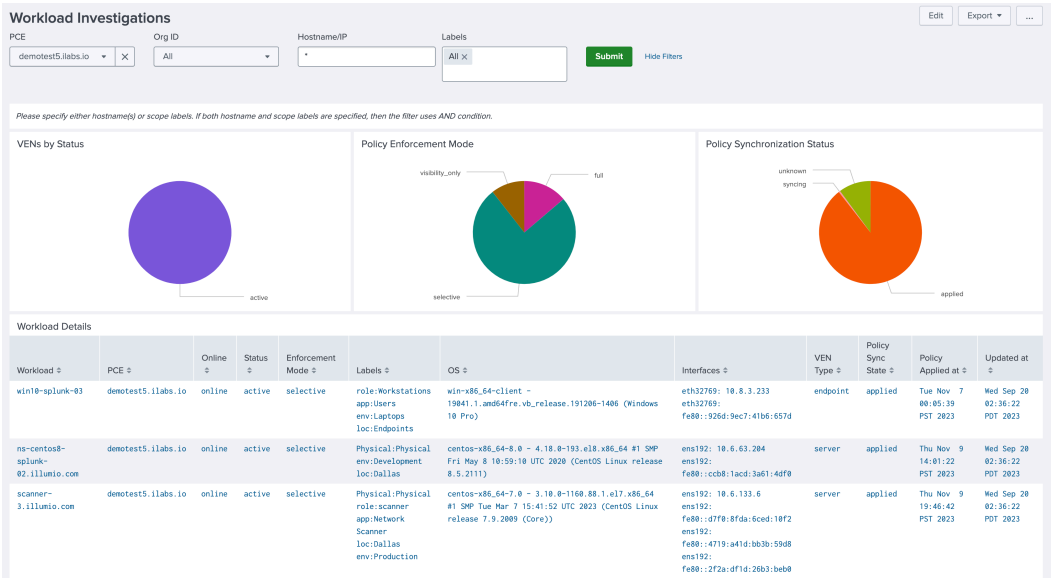 Workload Investigations
Edit
Export
...
PCE
Org ID
Hostname/IP
Labels
demotest5.ilabs.io
All
*
All ×
Submit
Hide Filters
Please specify either hostname(s) or scope labels. If both hostname and scope labels are specified, then the filter uses AND condition.
VENs by Status
active
Policy Enforcement Mode
visibility_only
full
selective
Policy Synchronization Status
unknown
syncing
applied
Workload Details
Workload
PCE
Online
Status
Enforcement
Mode
Labels
OS
Interfaces
VEN
Type
Policy
Sync
State
Policy
Applied at
Updated at
win10-splunk-03
demotest5.ilabs.io
online
active
selective
role:Workstations
app:Users
env:Laptops
loc:Endpoints
win-x86_64-client -
19041.1.amd64fre.vb_release.191206-1406 (Windows
10 Pro)
eth32769: 10.8.3.233
eth32769:
fe80::926d:9ec7:41b6:657d
endpoint
applied
Tue Nov 7
00:05:39
PST 2023
Wed Sep 20
02:36:22
PDT 2023
ns-centos8-
splunk-
02.illumio.com
demotest5.ilabs.io
online
active
selective
Physical:Physical
env:Development
loc:Dallas
centos-x86_64-8.0 - 4.18.0-193.el8.x86_64 #1 SMP
Fri May 8 10:59:10 UTC 2020 (CentOS Linux release
8.5.2111)
ens192: 10.6.63.204
ens192:
fe80::ccb8:1acd:3a61:4df0
server
applied
Thu Nov 9
14:01:22
PST 2023
Wed Sep 20
02:36:22
PDT 2023
scanner-
3.illumio.com
demotest5.ilabs.io
online
active
selective
Physical:Physical
role:scanner
app:Network
Scanner
loc:Dallas
env:Production
centos-x86_64-7.0 - 3.10.0-1160.88.1.el7.x86_64
#1 SMP Tue Mar 7 15:41:52 UTC 2023 (CentOS Linux
release 7.9.2009 (Core))
ens192: 10.6.133.6
ens192:
fe80::d7f0:8fda:6ced:10f2
ens192:
fe80::4719:a41d:bb3b:59d8
ens192:
fe80::2f2a:df1d:26b3:beb0
server
applied
Thu Nov 9
19:46:42
PST 2023
Wed Sep 20
02:36:22
PDT 2023